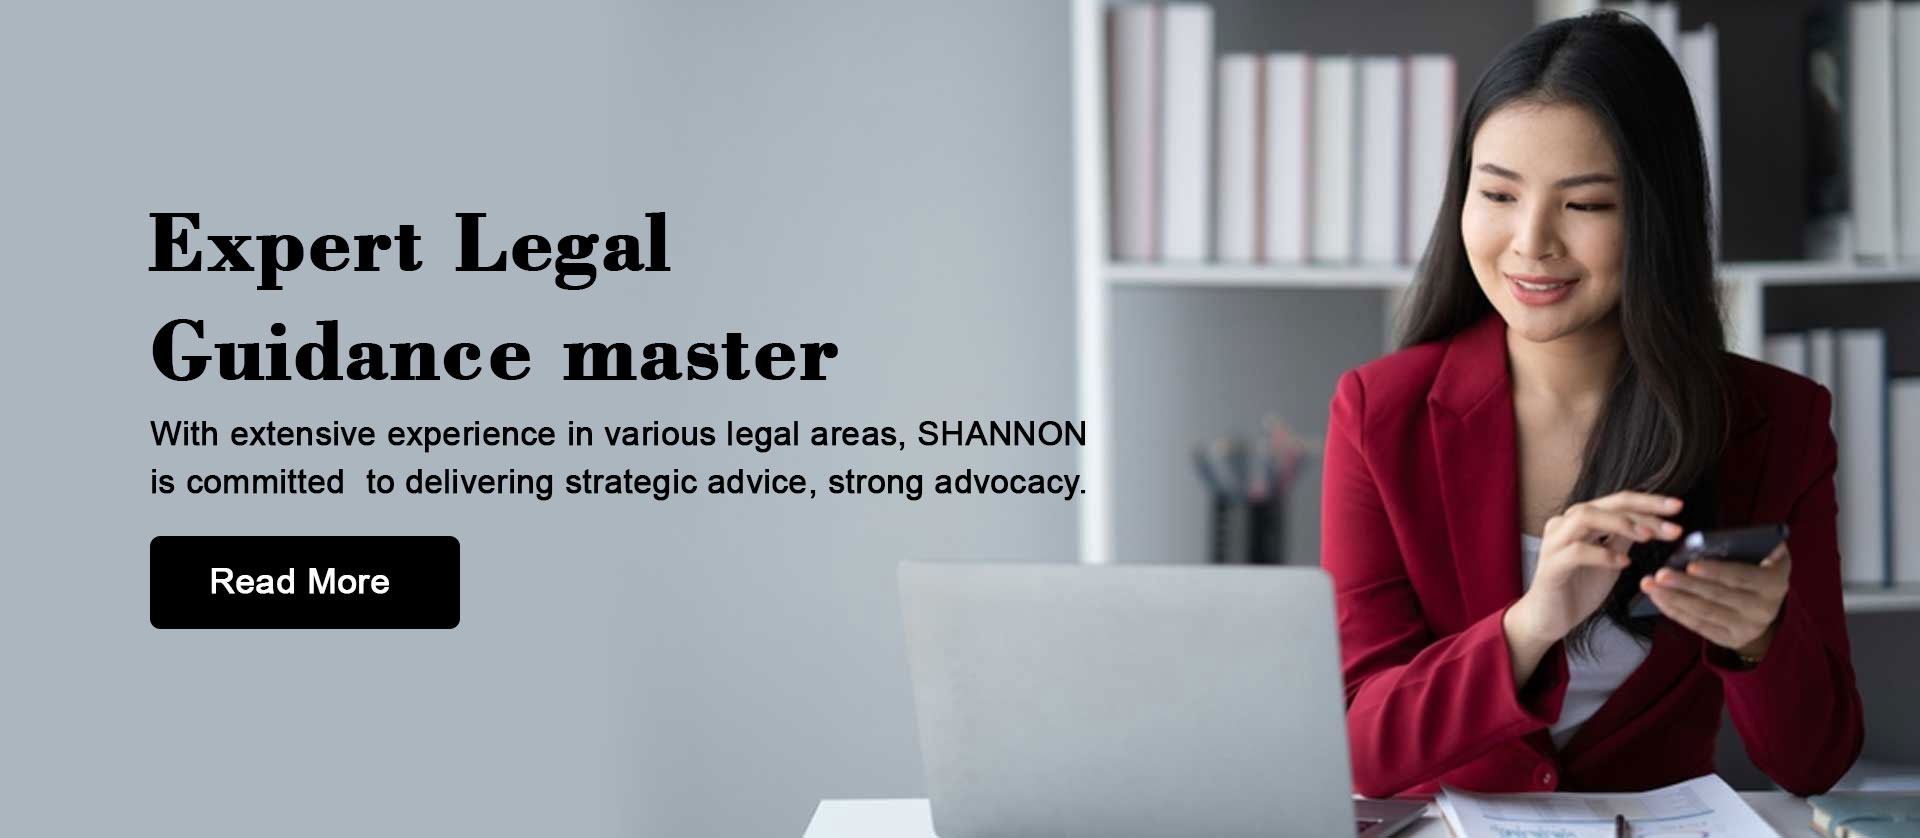 Expert Legal
Guidance master
With extensive experience in various legal areas, SHANNON
is committed  to delivering strategic advice, strong advocacy.
Read More